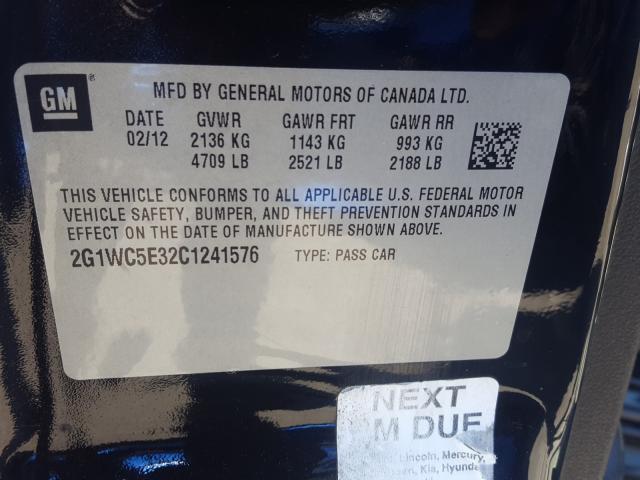 GM
®
MFD BY GENERAL MOTORS OF CANADA LTD.
DATE GVWR GAWR FRT GAWR RR
02/12 2136 KG 1143 KG 993 KG
4709 LB 2521 LB 2188 LB
THIS VEHICLE CONFORMS TO ALL APPLICABLE U.S. FEDERAL MOTOR
VEHICLE SAFETY, BUMPER, AND THEFT PREVENTION STANDARDS IN
EFFECT ON THE DATE OF MANUFACTURE SHOWN ABOVE.
2G1WC5E32C1241576 TYPE: PASS CAR
NEXT
M DUE
Lincoln, Mercury,
Kia, Hyundai